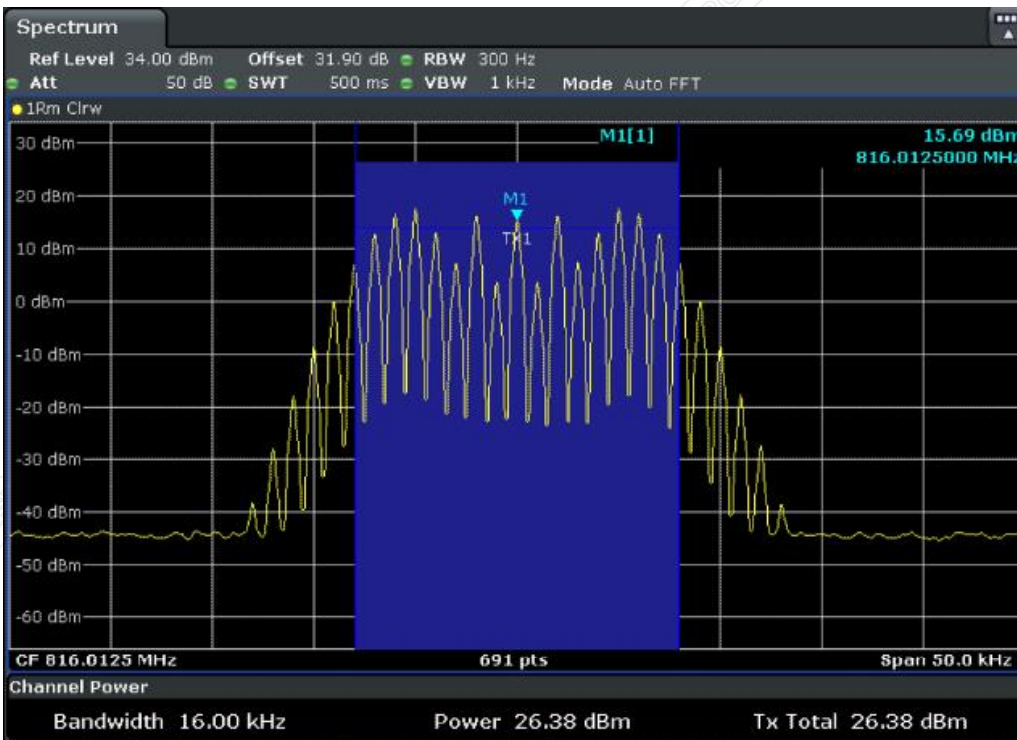 Spectrum
Ref Level 34.00 dBm Offset 31.90 dB RBW 300 Hz
Att 50 dB SWT 500 ms VBW 1 kHz Mode Auto FFT
1Rm Clrw
M1[1] 15.69 dBm
816.0125000 MHz
30 dBm
20 dBm
M1
TX1
10 dBm
0 dBm
-10 dBm
-20 dBm
-30 dBm
-40 dBm
-50 dBm
-60 dBm
CF 816.0125 MHz 691 pts Span 50.0 kHz
Channel Power
Bandwidth 16.00 kHz Power 26.38 dBm Tx Total 26.38 dBm